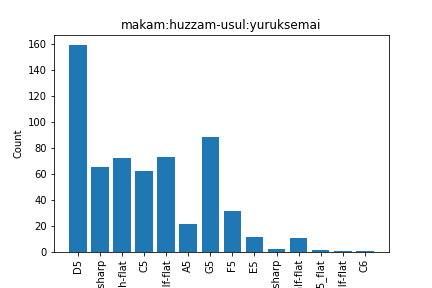 makam:huzzam-usul:yuruksemai
160
140
120
100
80
60
40
20
0
Count
D5
sharp
h-flat
C5
lf-flat
A5
G5
F5
E5
sharp
lf-flat
5_flat
lf-flat
C6